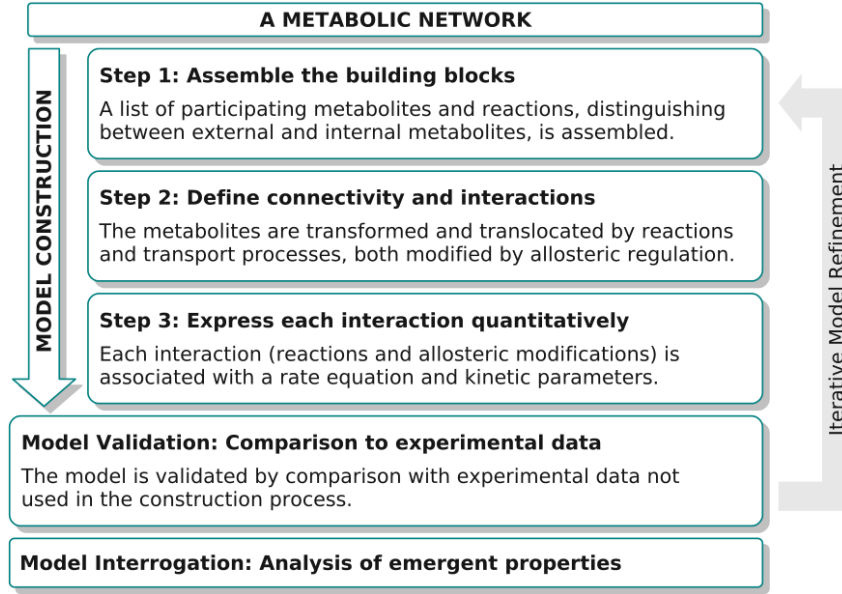 A METABOLIC NETWORK
MODEL CONSTRUCTION
Step 1: Assemble the building blocks
A list of participating metabolites and reactions, distinguishing
between external and internal metabolites, is assembled.
Step 2: Define connectivity and interactions
The metabolites are transformed and translocated by reactions
and transport processes, both modified by allosteric regulation.
Step 3: Express each interaction quantitatively
Each interaction (reactions and allosteric modifications) is
associated with a rate equation and kinetic parameters.
Model Validation: Comparison to experimental data
The model is validated by comparison with experimental data not
used in the construction process.
Model Interrogation: Analysis of emergent properties
Iterative Model Refinement